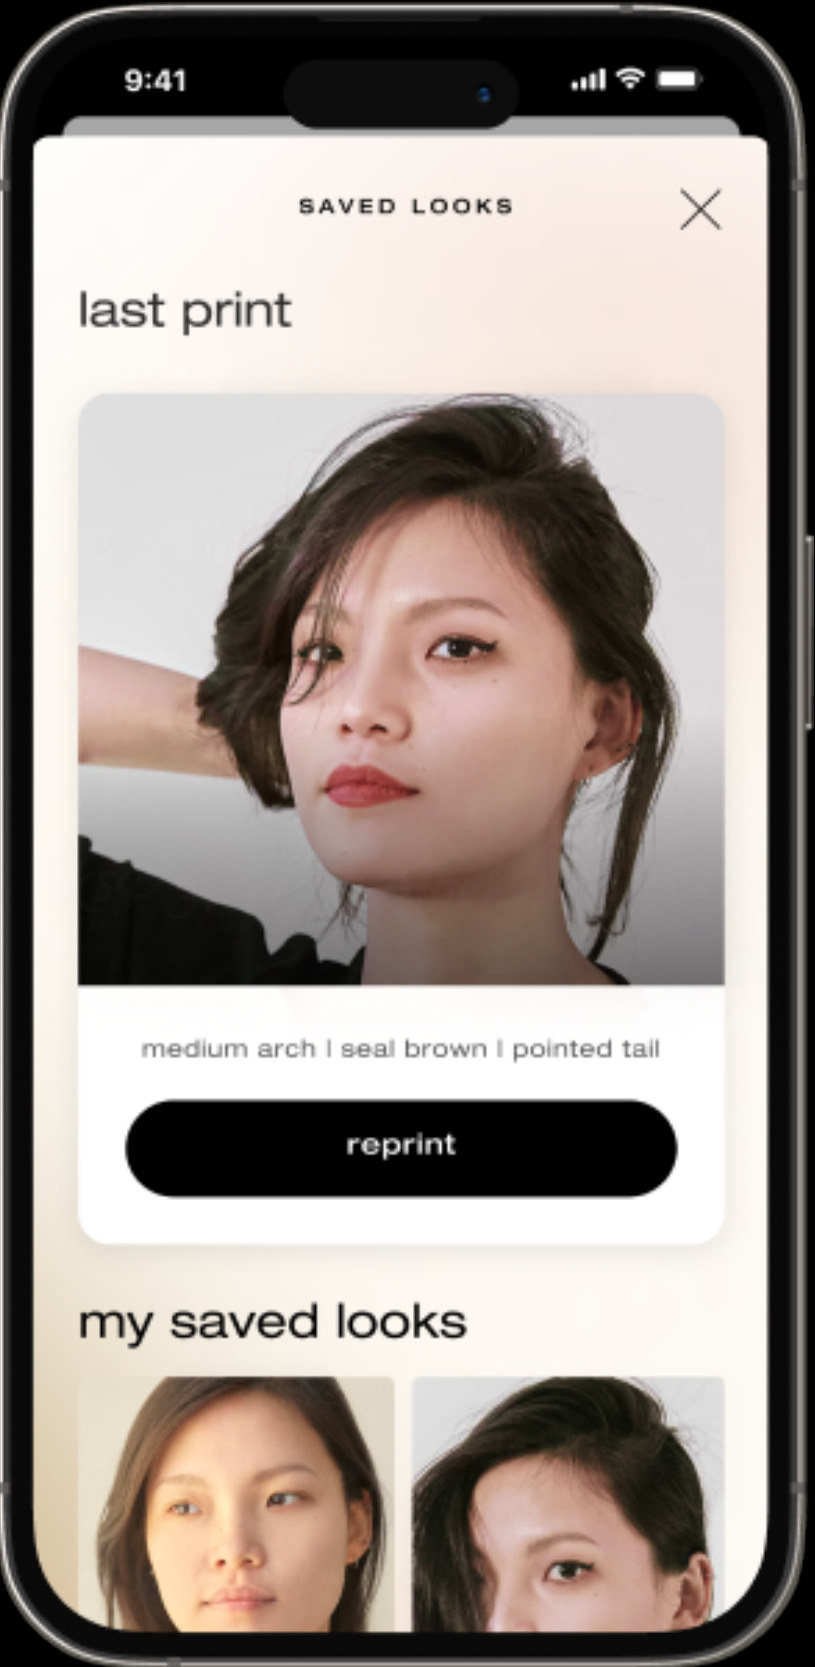 9:41
SAVED LOOKS
last print
medium arch | seal brown | pointed tail
reprint
my saved looks